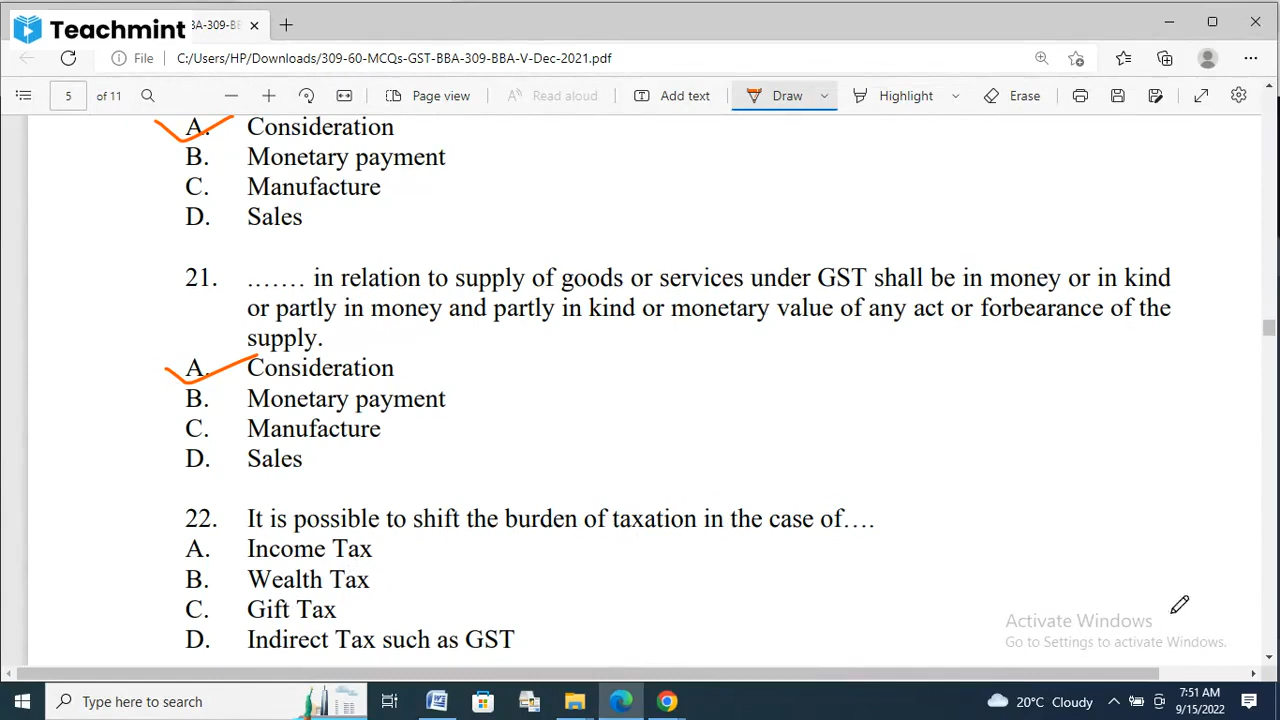 Teachmint
BA-309-BB
File
C:/Users/HP/Downloads/309-60-MCQs-GST-BBA-309-BBA-V-Dec-2021.pdf
5 of 11
Page view
Read aloud
Add text
Draw
Highlight
Erase
A. Consideration
B. Monetary payment
C. Manufacture
D. Sales
21. ……. in relation to supply of goods or services under GST shall be in money or in kind
or partly in money and partly in kind or monetary value of any act or forbearance of the
supply.
A. Consideration
B. Monetary payment
C. Manufacture
D. Sales
22. It is possible to shift the burden of taxation in the case of….
A. Income Tax
B. Wealth Tax
C. Gift Tax
D. Indirect Tax such as GST
Activate Windows
Go to Settings to activate Windows.
Type here to search
20°C Cloudy
7:51 AM
9/15/2022